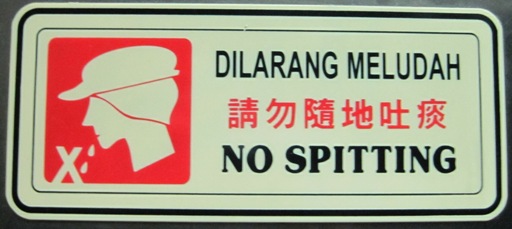 DILARANG MELUDAH
請勿隨地吐痰
NO SPITTING
X